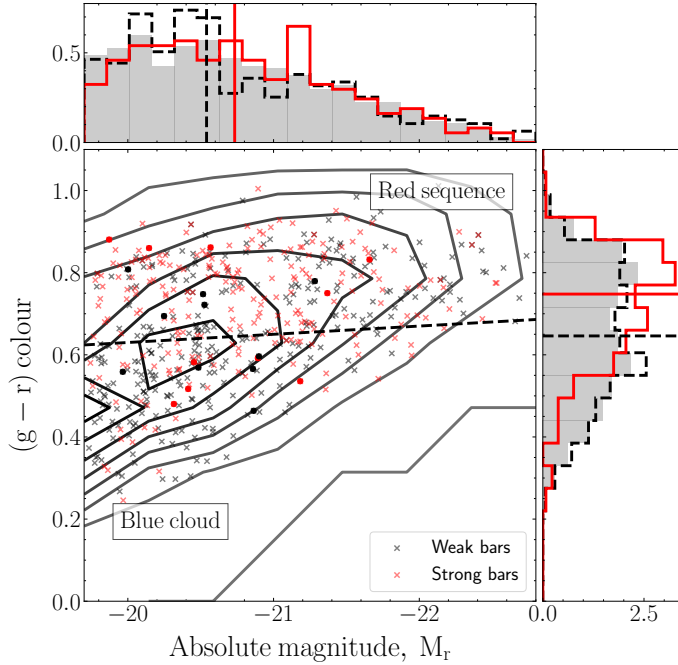 0.5
0.0
1.0
0.8
0.6
0.4
0.2
0.0
(g − r) colour
Red sequence
Blue cloud
Weak bars
Strong bars
−20
−21
−22
0.0
2.5
Absolute magnitude, M_r